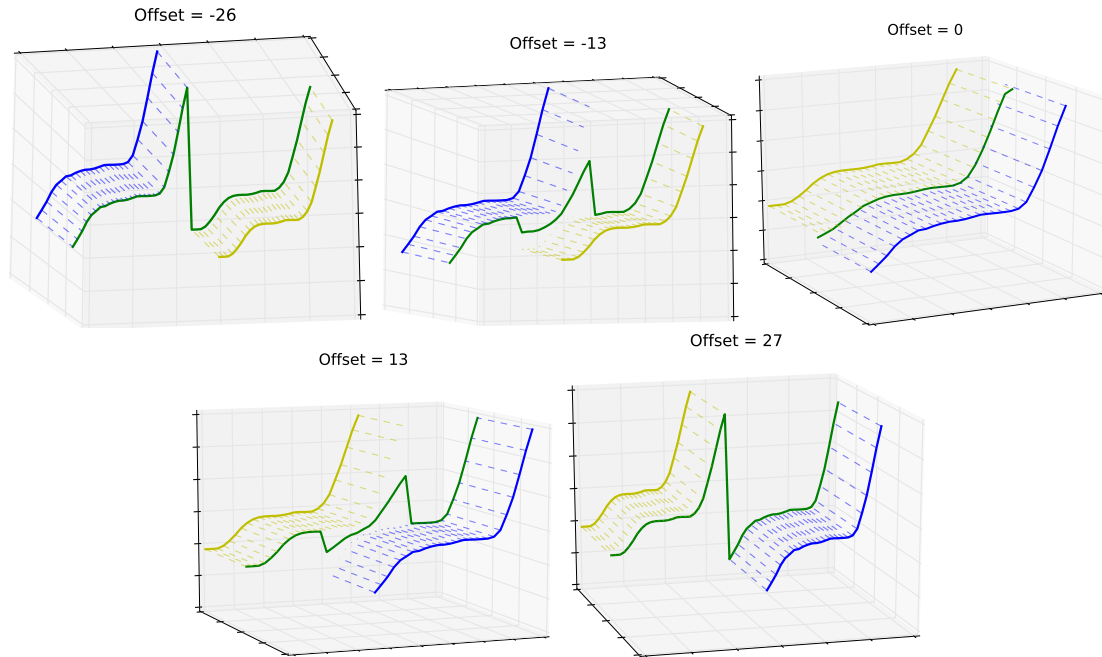 Offset = -26
Offset = -13
Offset = 0
Offset = 13
Offset = 27